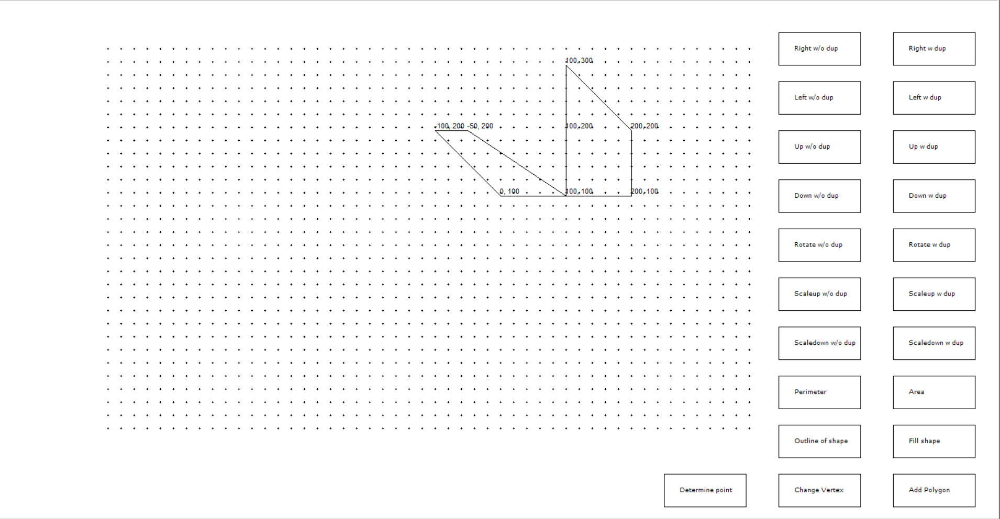 Right w/o dup
Right w dup
100,300
Left w/o dup
Left w dup
-100, 200
-50, 200
100,200
200,200
Up w/o dup
Up w dup
0, 100
100,100
200,100
Down w/o dup
Down w dup
Rotate w/o dup
Rotate w dup
Scaleup w/o dup
Scaleup w dup
Scaledown w/o dup
Scaledown w dup
Perimeter
Area
Outline of shape
Fill shape
Determine point
Change Vertex
Add Polygon